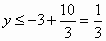 y ≤ −3 + 10/3 = 1/3